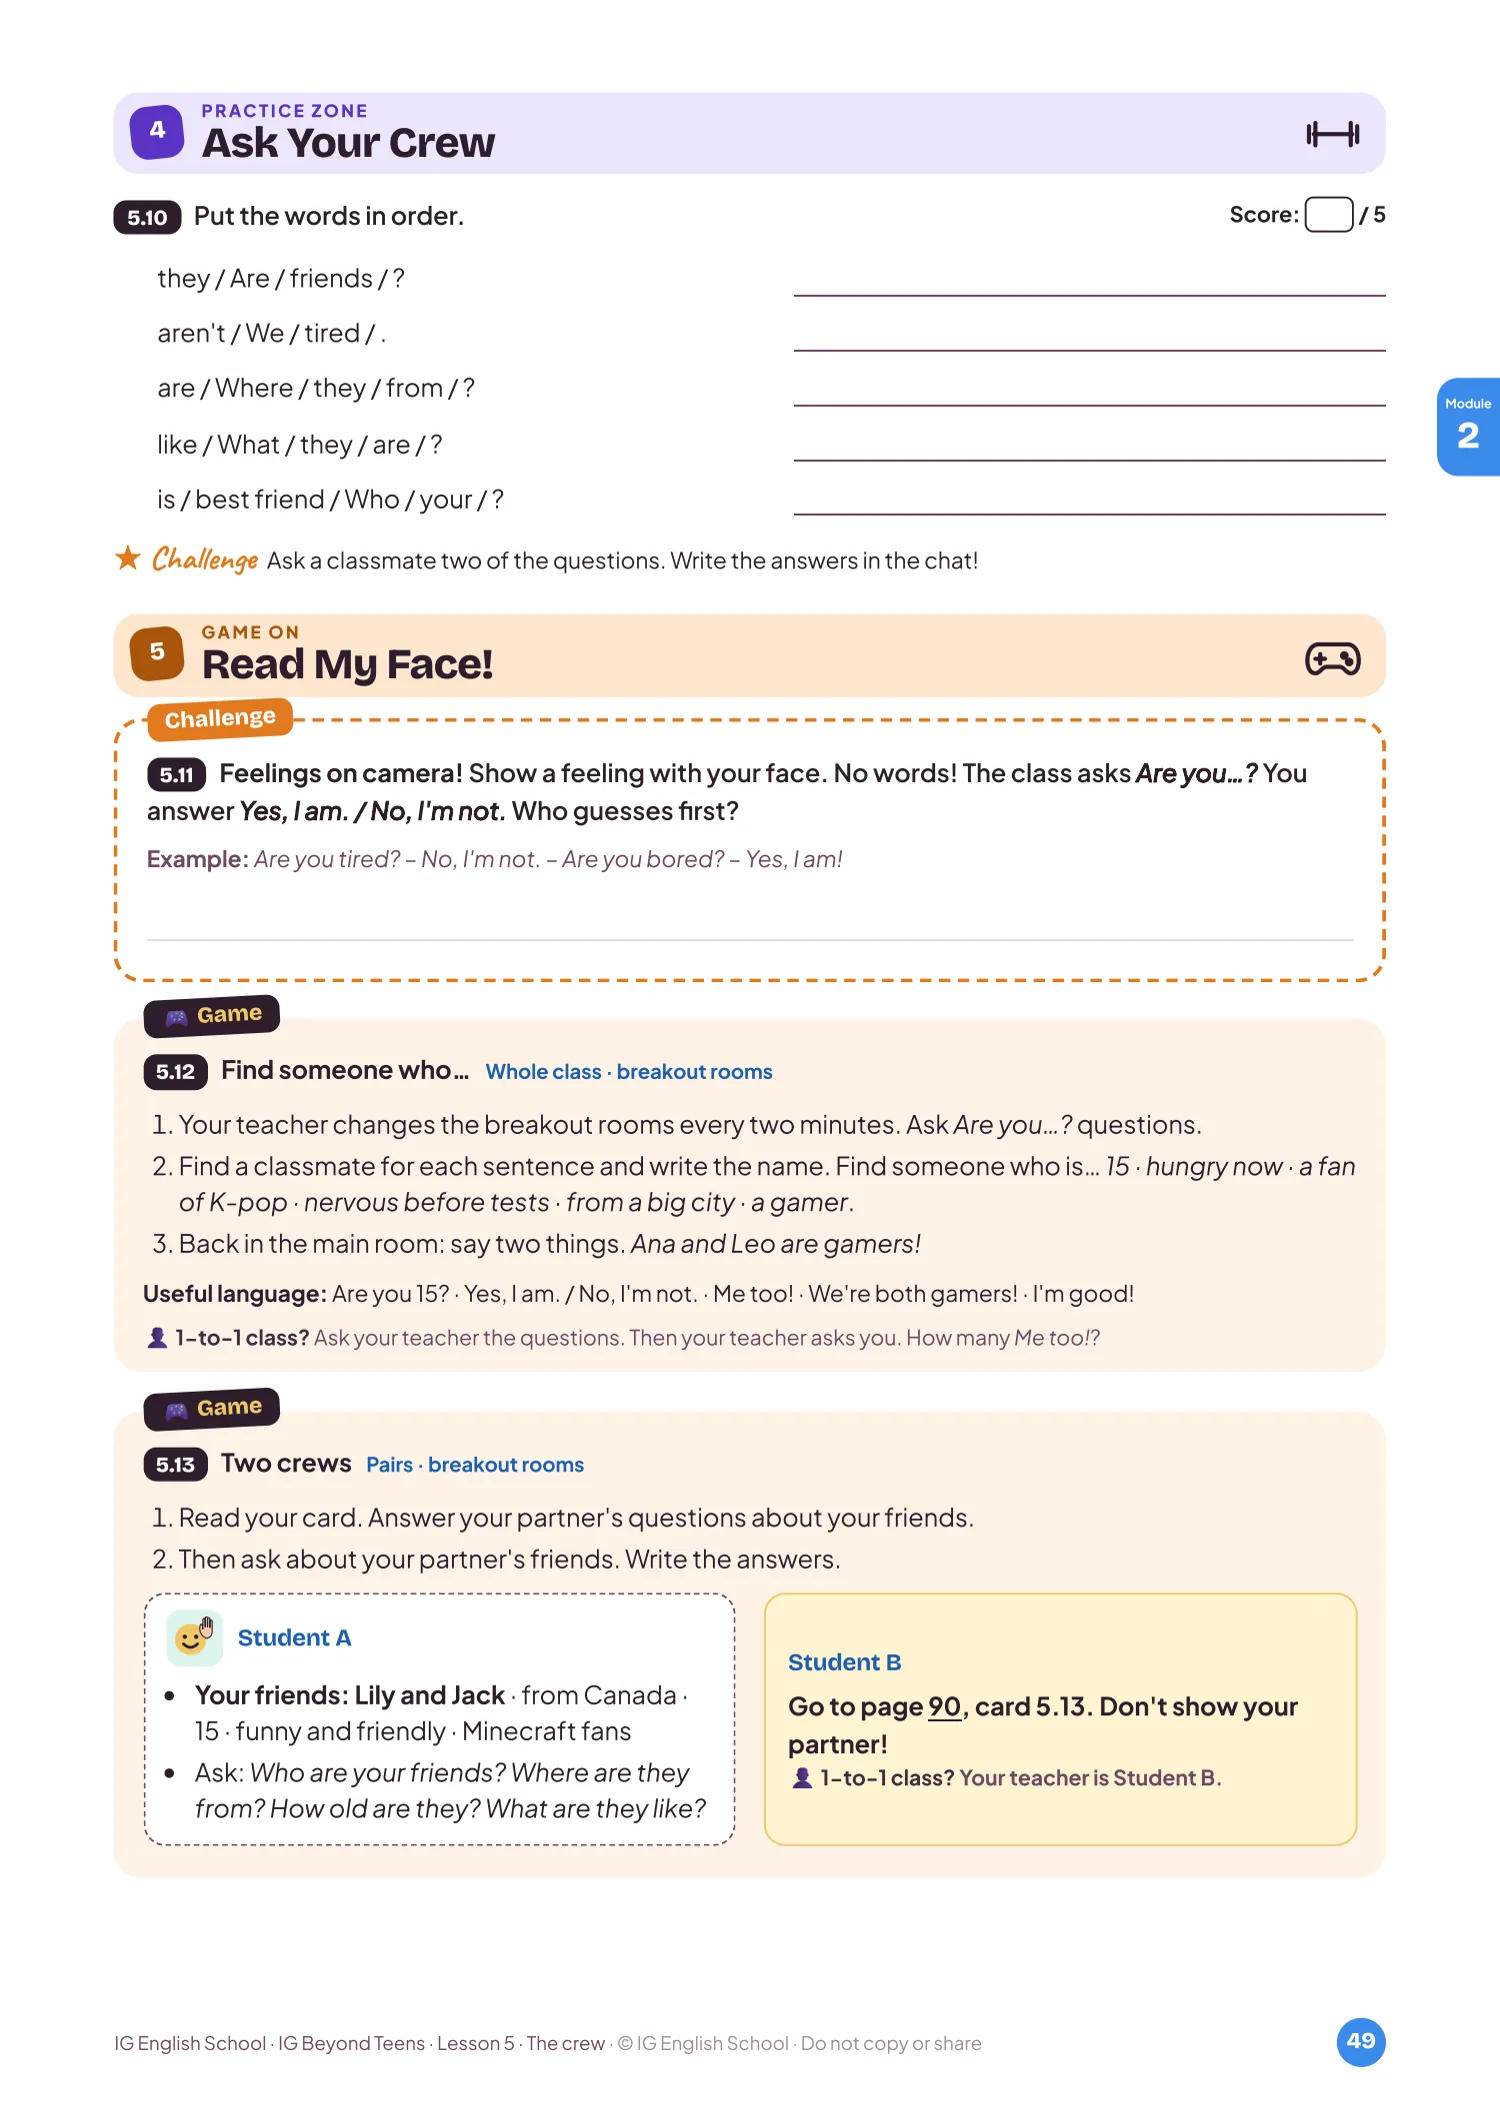 4
PRACTICE ZONE
Ask Your Crew
5.10 Put the words in order.
Score: / 5
they / Are / friends / ?
aren't / We / tired / .
are / Where / they / from / ?
like / What / they / are / ?
is / best friend / Who / your / ?
Module
2
Challenge Ask a classmate two of the questions. Write the answers in the chat!
5
GAME ON
Read My Face!
Challenge
5.11 Feelings on camera! Show a feeling with your face. No words! The class asks Are you...? You
answer Yes, I am. / No, I'm not. Who guesses first?
Example: Are you tired? – No, I'm not. – Are you bored? – Yes, I am!
Game
5.12 Find someone who... Whole class · breakout rooms
1. Your teacher changes the breakout rooms every two minutes. Ask Are you...? questions.
2. Find a classmate for each sentence and write the name. Find someone who is... 15 · hungry now · a fan
of K-pop · nervous before tests · from a big city · a gamer.
3. Back in the main room: say two things. Ana and Leo are gamers!
Useful language: Are you 15? · Yes, I am. / No, I'm not. · Me too! · We're both gamers! · I'm good!
1-to-1 class? Ask your teacher the questions. Then your teacher asks you. How many Me too!?
Game
5.13 Two crews Pairs · breakout rooms
1. Read your card. Answer your partner's questions about your friends.
2. Then ask about your partner's friends. Write the answers.
Student A
• Your friends: Lily and Jack · from Canada ·
15 · funny and friendly · Minecraft fans
• Ask: Who are your friends? Where are they
from? How old are they? What are they like?
Student B
Go to page 90, card 5.13. Don't show your
partner!
1-to-1 class? Your teacher is Student B.
IG English School · IG Beyond Teens · Lesson 5 · The crew · © IG English School · Do not copy or share
49